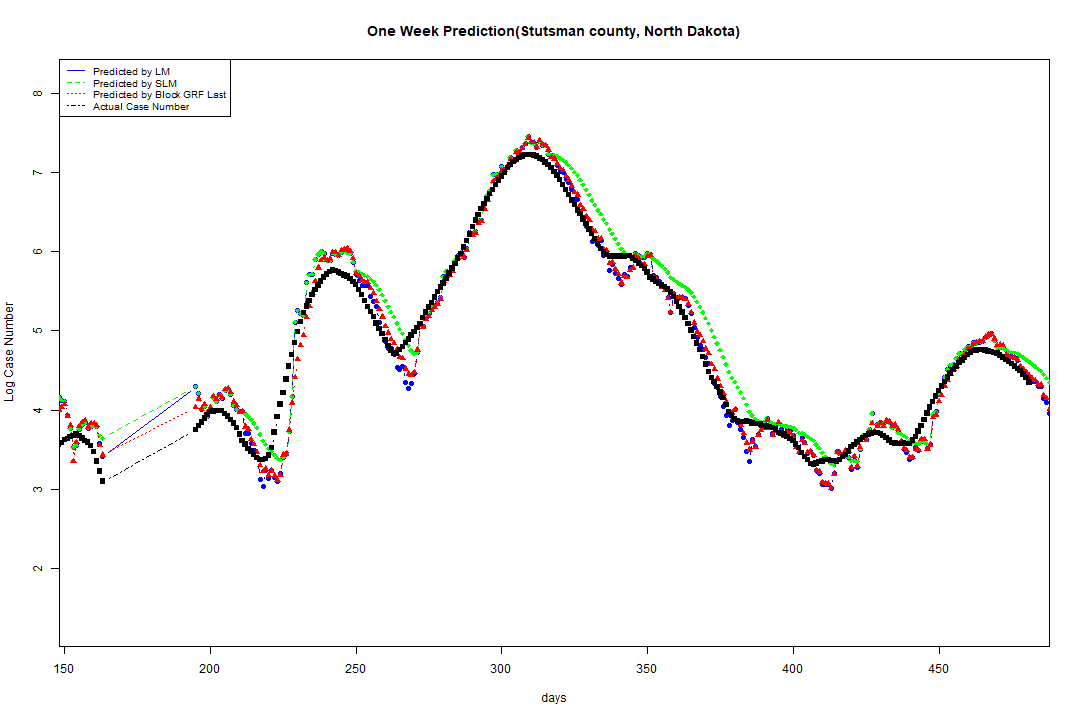 One Week Prediction(Stutsman county, North Dakota)
Predicted by LM
Predicted by SLM
Predicted by Block GRF Last
Actual Case Number
8
7
6
5
4
3
2
Log Case Number
150 200 250 300 350 400 450
days